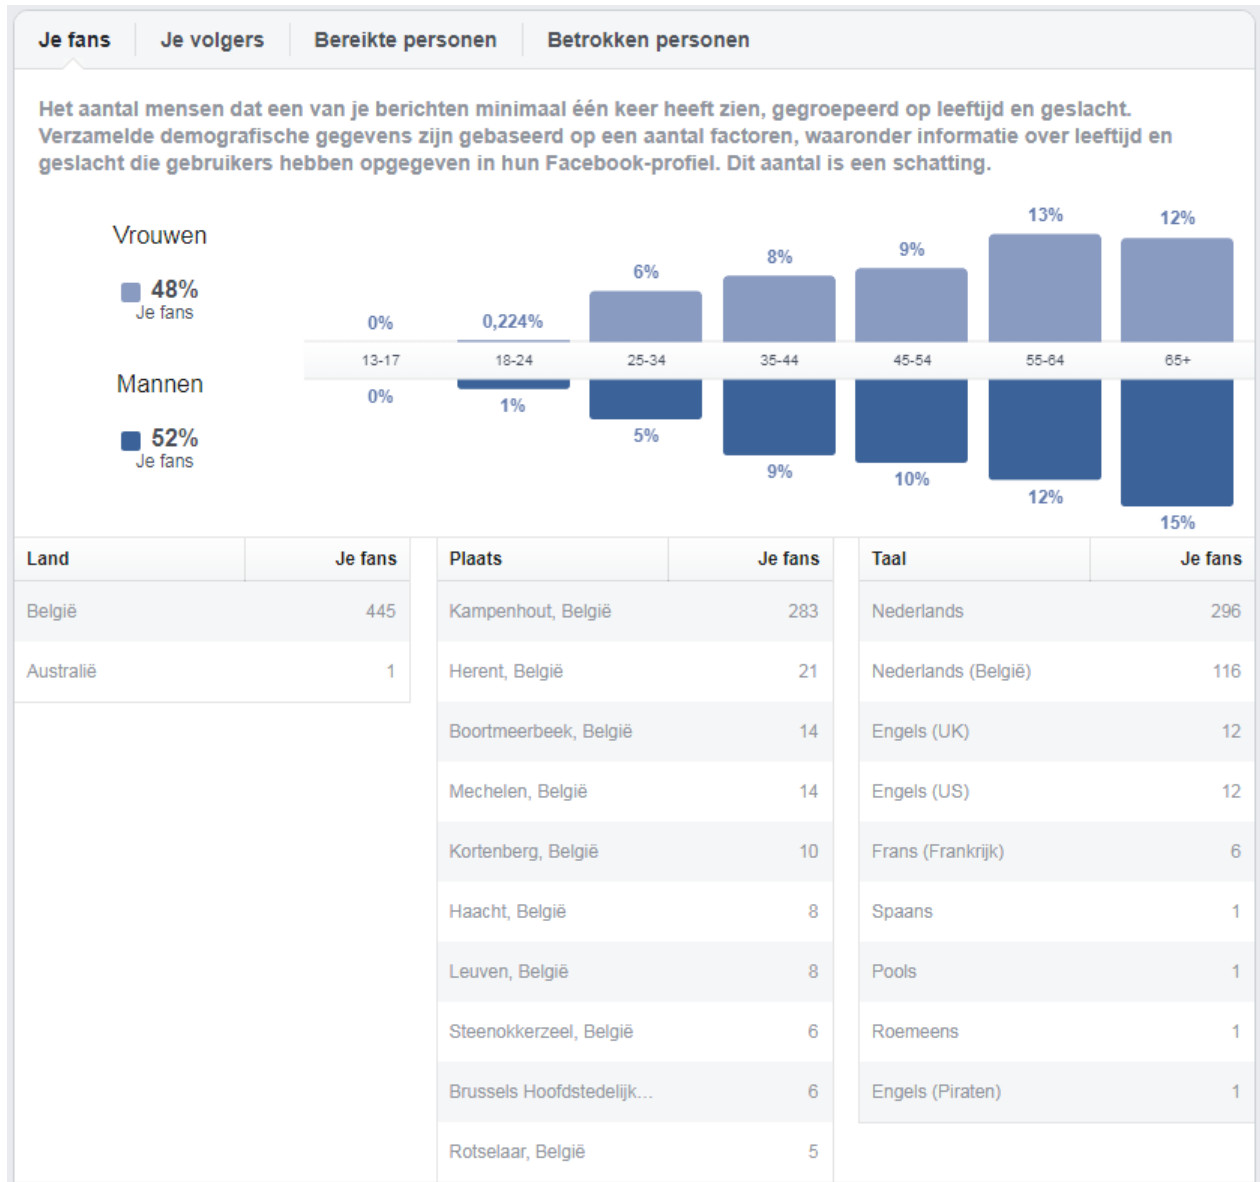 Je fans
Je volgers
Bereikte personen
Betrokken personen
Het aantal mensen dat een van je berichten minimaal één keer heeft zien, gegroepeerd op leeftijd en geslacht.
Verzamelde demografische gegevens zijn gebaseerd op een aantal factoren, waaronder informatie over leeftijd en
geslacht die gebruikers hebben opgegeven in hun Facebook-profiel. Dit aantal is een schatting.
Vrouwen
48%
Je fans
0%
0,224%
6%
8%
9%
13%
12%
13-17
18-24
25-34
35-44
45-54
55-64
65+
Mannen
52%
Je fans
0%
1%
5%
9%
10%
12%
15%
Land Je fans
België 445
Australië 1
Plaats Je fans
Kampenhout, België 283
Herent, België 21
Boortmeerbeek, België 14
Mechelen, België 14
Kortenberg, België 10
Haacht, België 8
Leuven, België 8
Steenokkerzeel, België 6
Brussels Hoofdstedelijk... 6
Rotselaar, België 5
Taal Je fans
Nederlands 296
Nederlands (België) 116
Engels (UK) 12
Engels (US) 12
Frans (Frankrijk) 6
Spaans 1
Pools 1
Roemeens 1
Engels (Piraten) 1